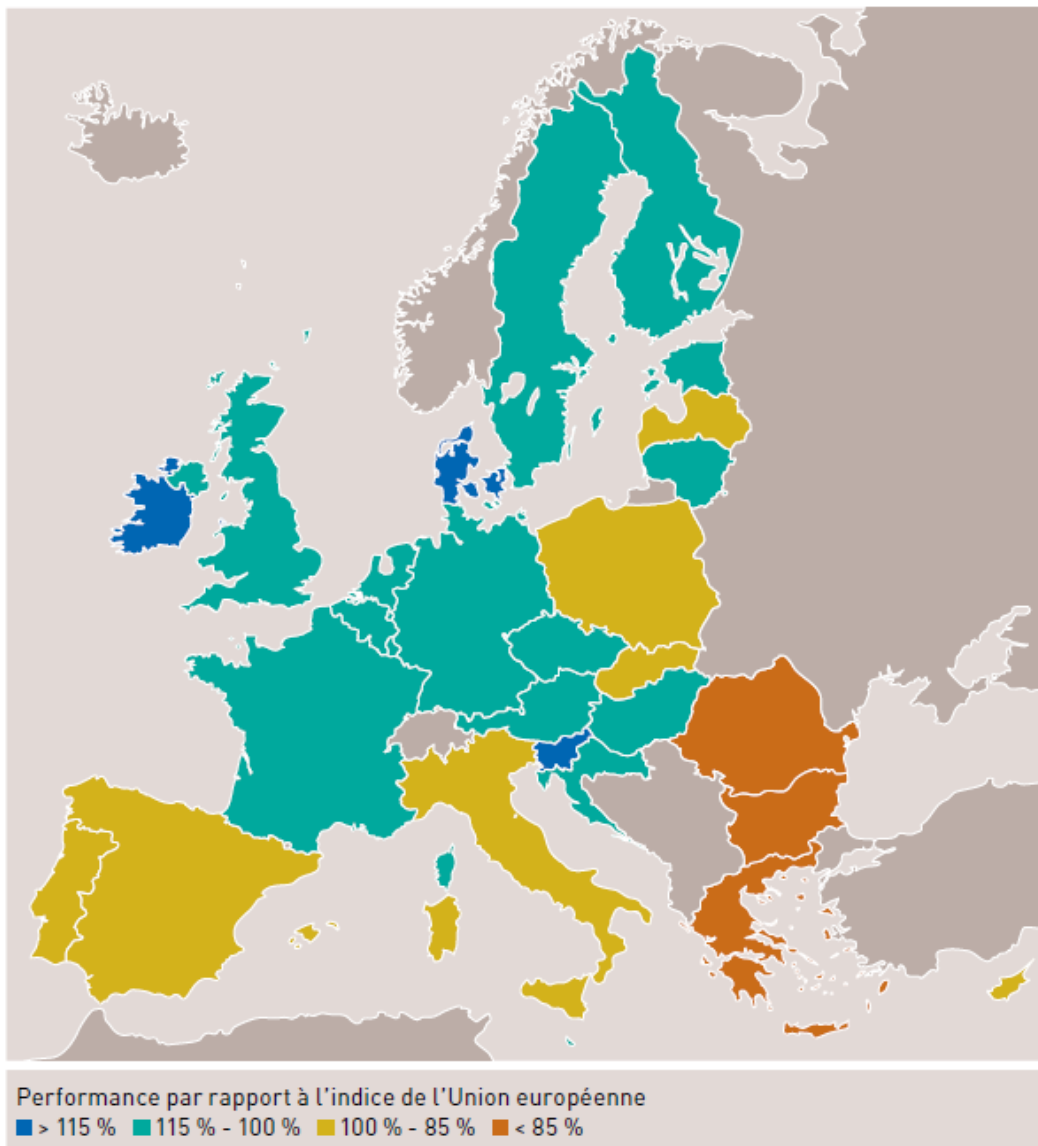 Performance par rapport à l'indice de l'Union européenne
> 115 % 115 % - 100 % 100 % - 85 % < 85 %